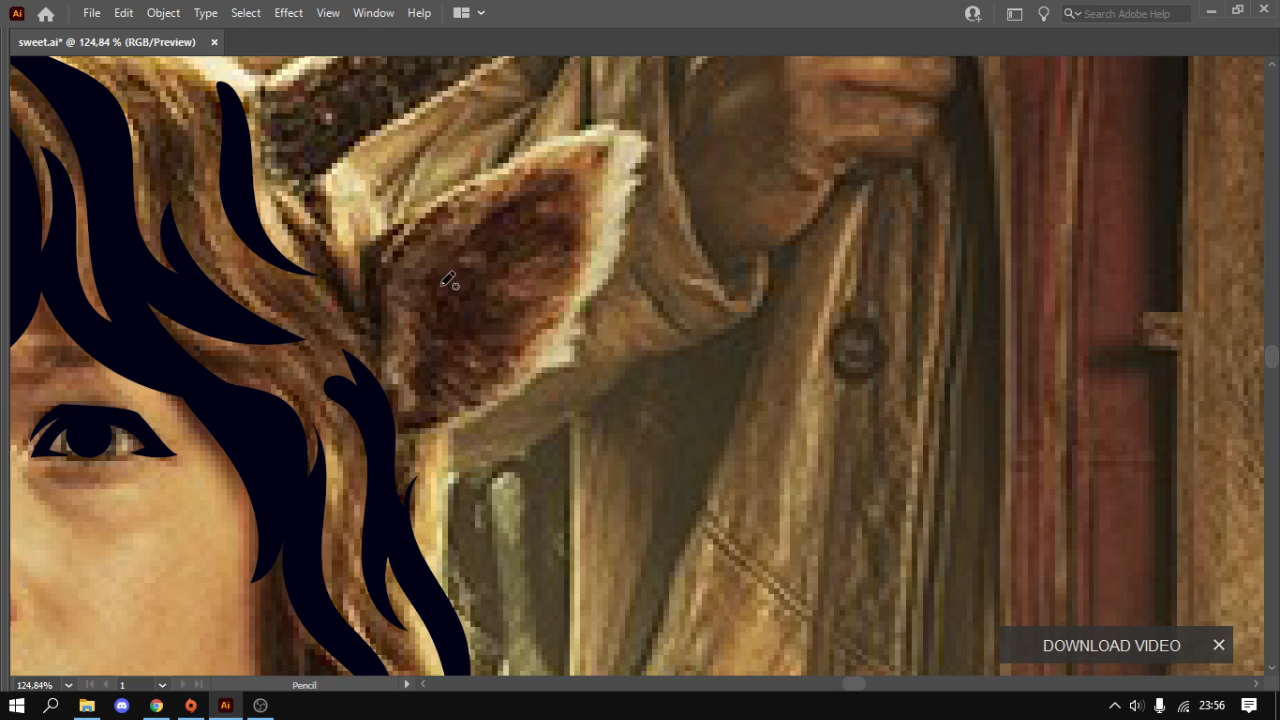 Ai File Edit Object Type Select Effect View Window Help Search Adobe Help
sweet.ai* @ 124,84 % (RGB/Preview) ×
DOWNLOAD VIDEO
124,84% 1 Pencil
Ai 23:56